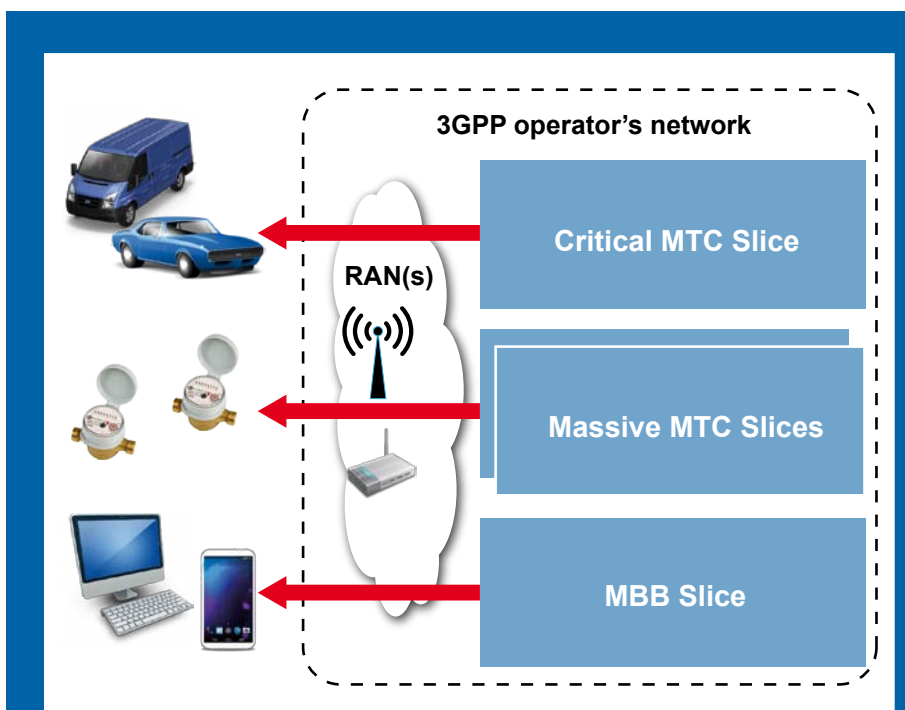 3GPP operator’s network
Critical MTC Slice
RAN(s)
Massive MTC Slices
MBB Slice